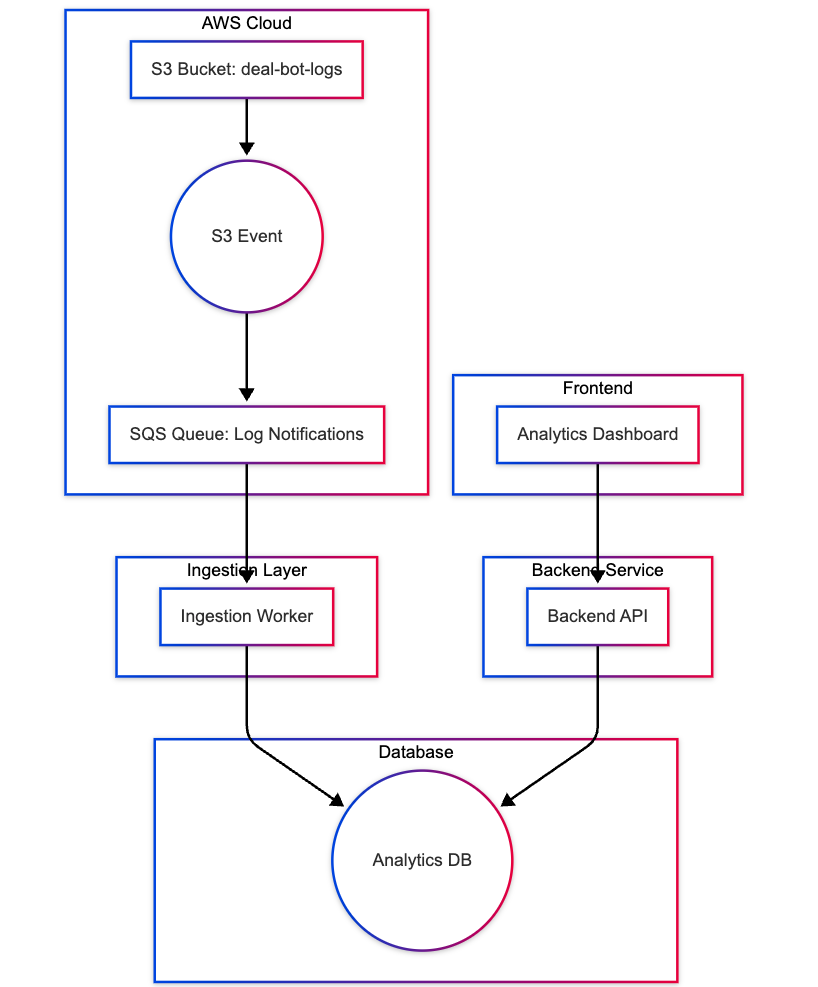 AWS Cloud
S3 Bucket: deal-bot-logs
S3 Event
SQS Queue: Log Notifications
Frontend
Analytics Dashboard
Ingestion Layer
Ingestion Worker
Backend Service
Backend API
Database
Analytics DB